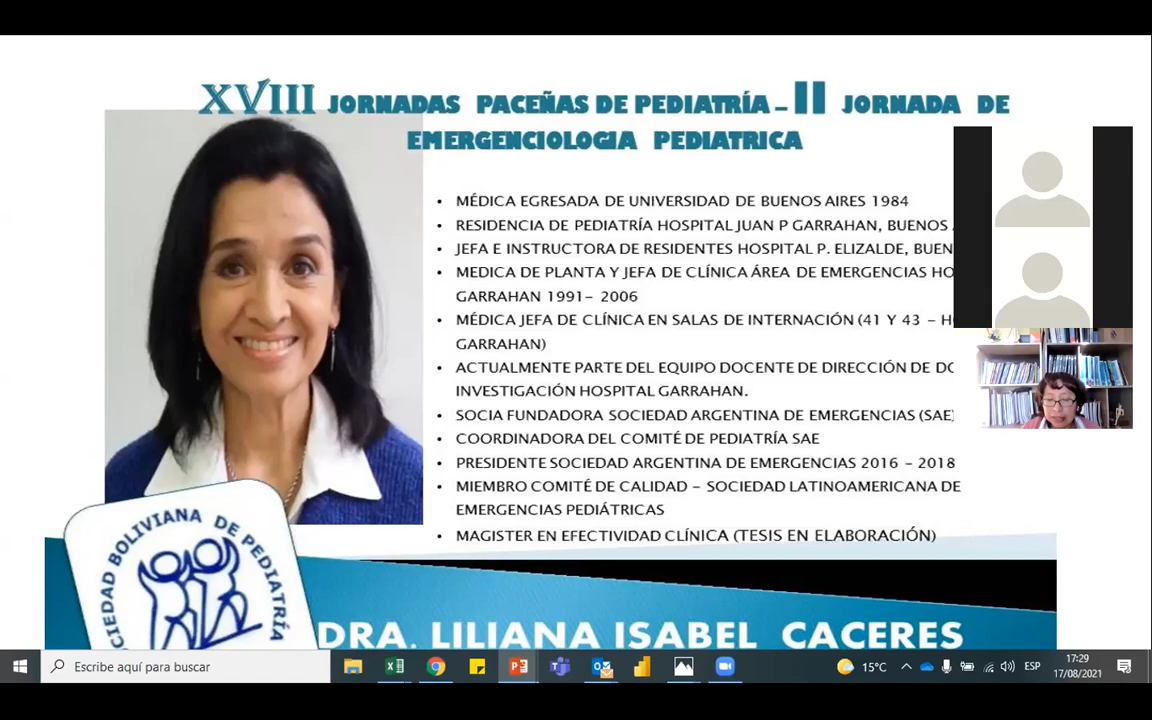 XVIII JORNADAS PACEÑAS DE PEDIATRÍA – II JORNADA DE
EMERGENCIOLOGIA PEDIATRICA
• MÉDICA EGRESADA DE UNIVERSIDAD DE BUENOS AIRES 1984
• RESIDENCIA DE PEDIATRÍA HOSPITAL JUAN P GARRAHAN, BUENOS
• JEFA E INSTRUCTORA DE RESIDENTES HOSPITAL P. ELIZALDE, BUEN
• MEDICA DE PLANTA Y JEFA DE CLÍNICA ÁREA DE EMERGENCIAS HO
GARRAHAN 1991– 2006
• MÉDICA JEFA DE CLÍNICA EN SALAS DE INTERNACIÓN (41 Y 43 – H
GARRAHAN)
• ACTUALMENTE PARTE DEL EQUIPO DOCENTE DE DIRECCIÓN DE DO
INVESTIGACIÓN HOSPITAL GARRAHAN.
• SOCIA FUNDADORA SOCIEDAD ARGENTINA DE EMERGENCIAS (SAE)
• COORDINADORA DEL COMITÉ DE PEDIATRÍA SAE
• PRESIDENTE SOCIEDAD ARGENTINA DE EMERGENCIAS 2016 – 2018
• MIEMBRO COMITÉ DE CALIDAD – SOCIEDAD LATINOAMERICANA DE
EMERGENCIAS PEDIÁTRICAS
• MAGISTER EN EFECTIVIDAD CLÍNICA (TESIS EN ELABORACIÓN)
CIEDAD BOLIVIANA DE PEDIATRÍA
DRA. LILIANA ISABEL CACERES
Escribe aquí para buscar
15°C
ESP
17:29
17/08/2021